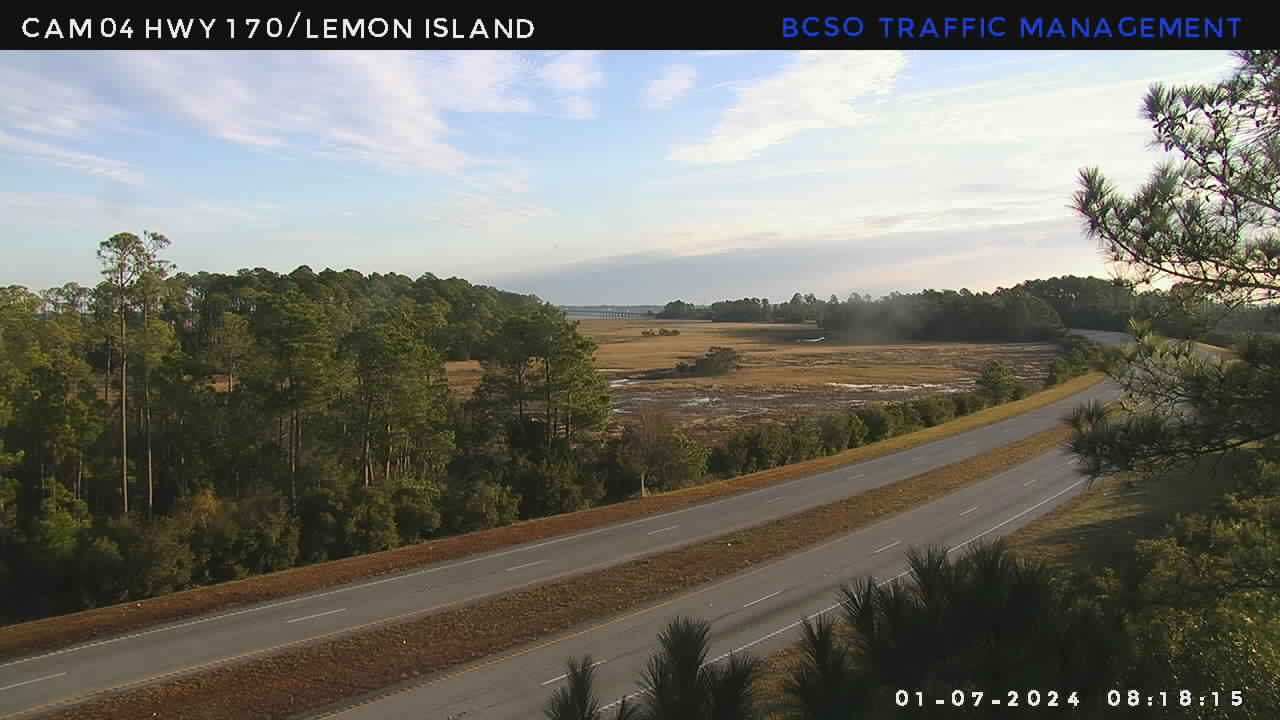 CAM 04 HWY 170/LEMON ISLAND
BCSO TRAFFIC MANAGEMENT
01-07-2024 08:18:15